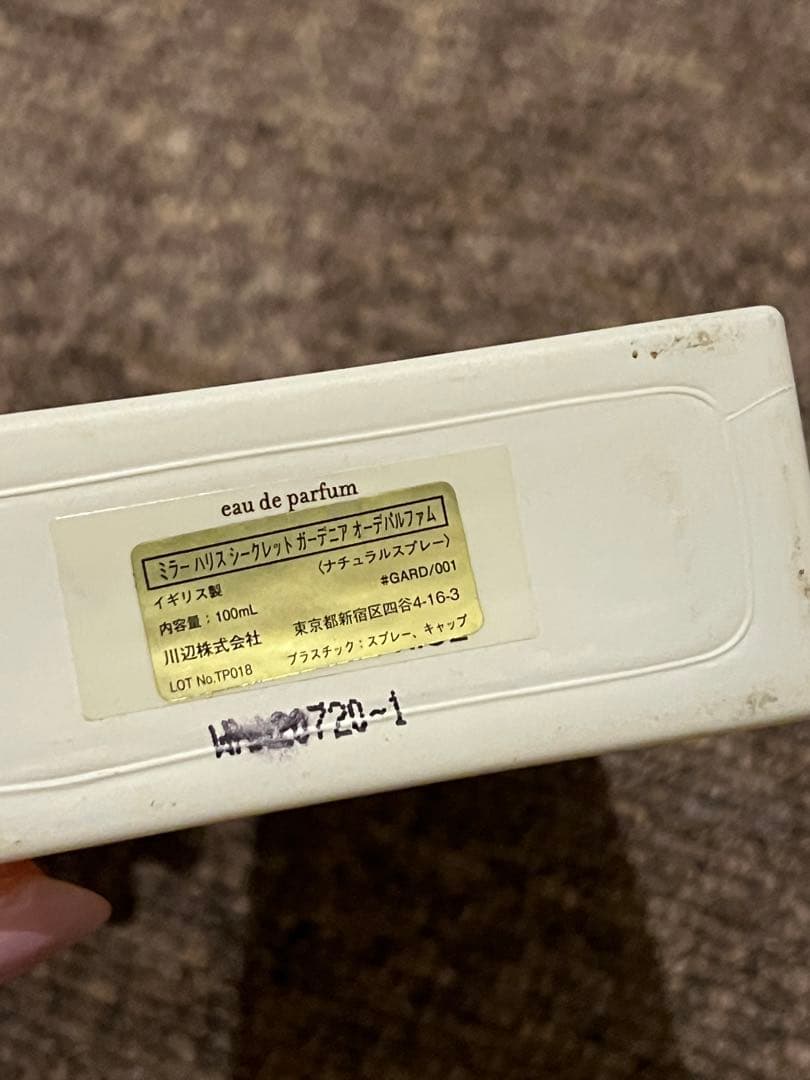 eau de parfum
ミラー ハリス シークレット ガーデニア オーデパルファム
〈ナチュラルスプレー〉
イギリス製
#GARD/001
内容量：100mL
川辺株式会社 東京都新宿区四谷4-16-3
LOT No.TP018 プラスチック：スプレー、キャップ
0720~1